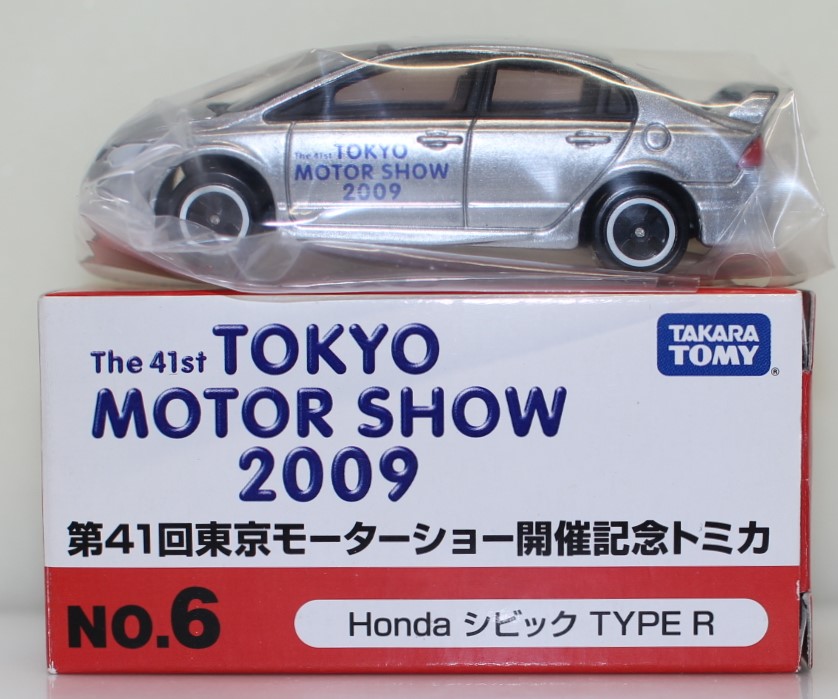 The 41st TOKYO
MOTOR SHOW
2009
The 41st TOKYO
MOTOR SHOW
2009
TAKARA
TOMY
®
第41回東京モーターショー開催記念トミカ
NO.6
Honda シビック TYPE R